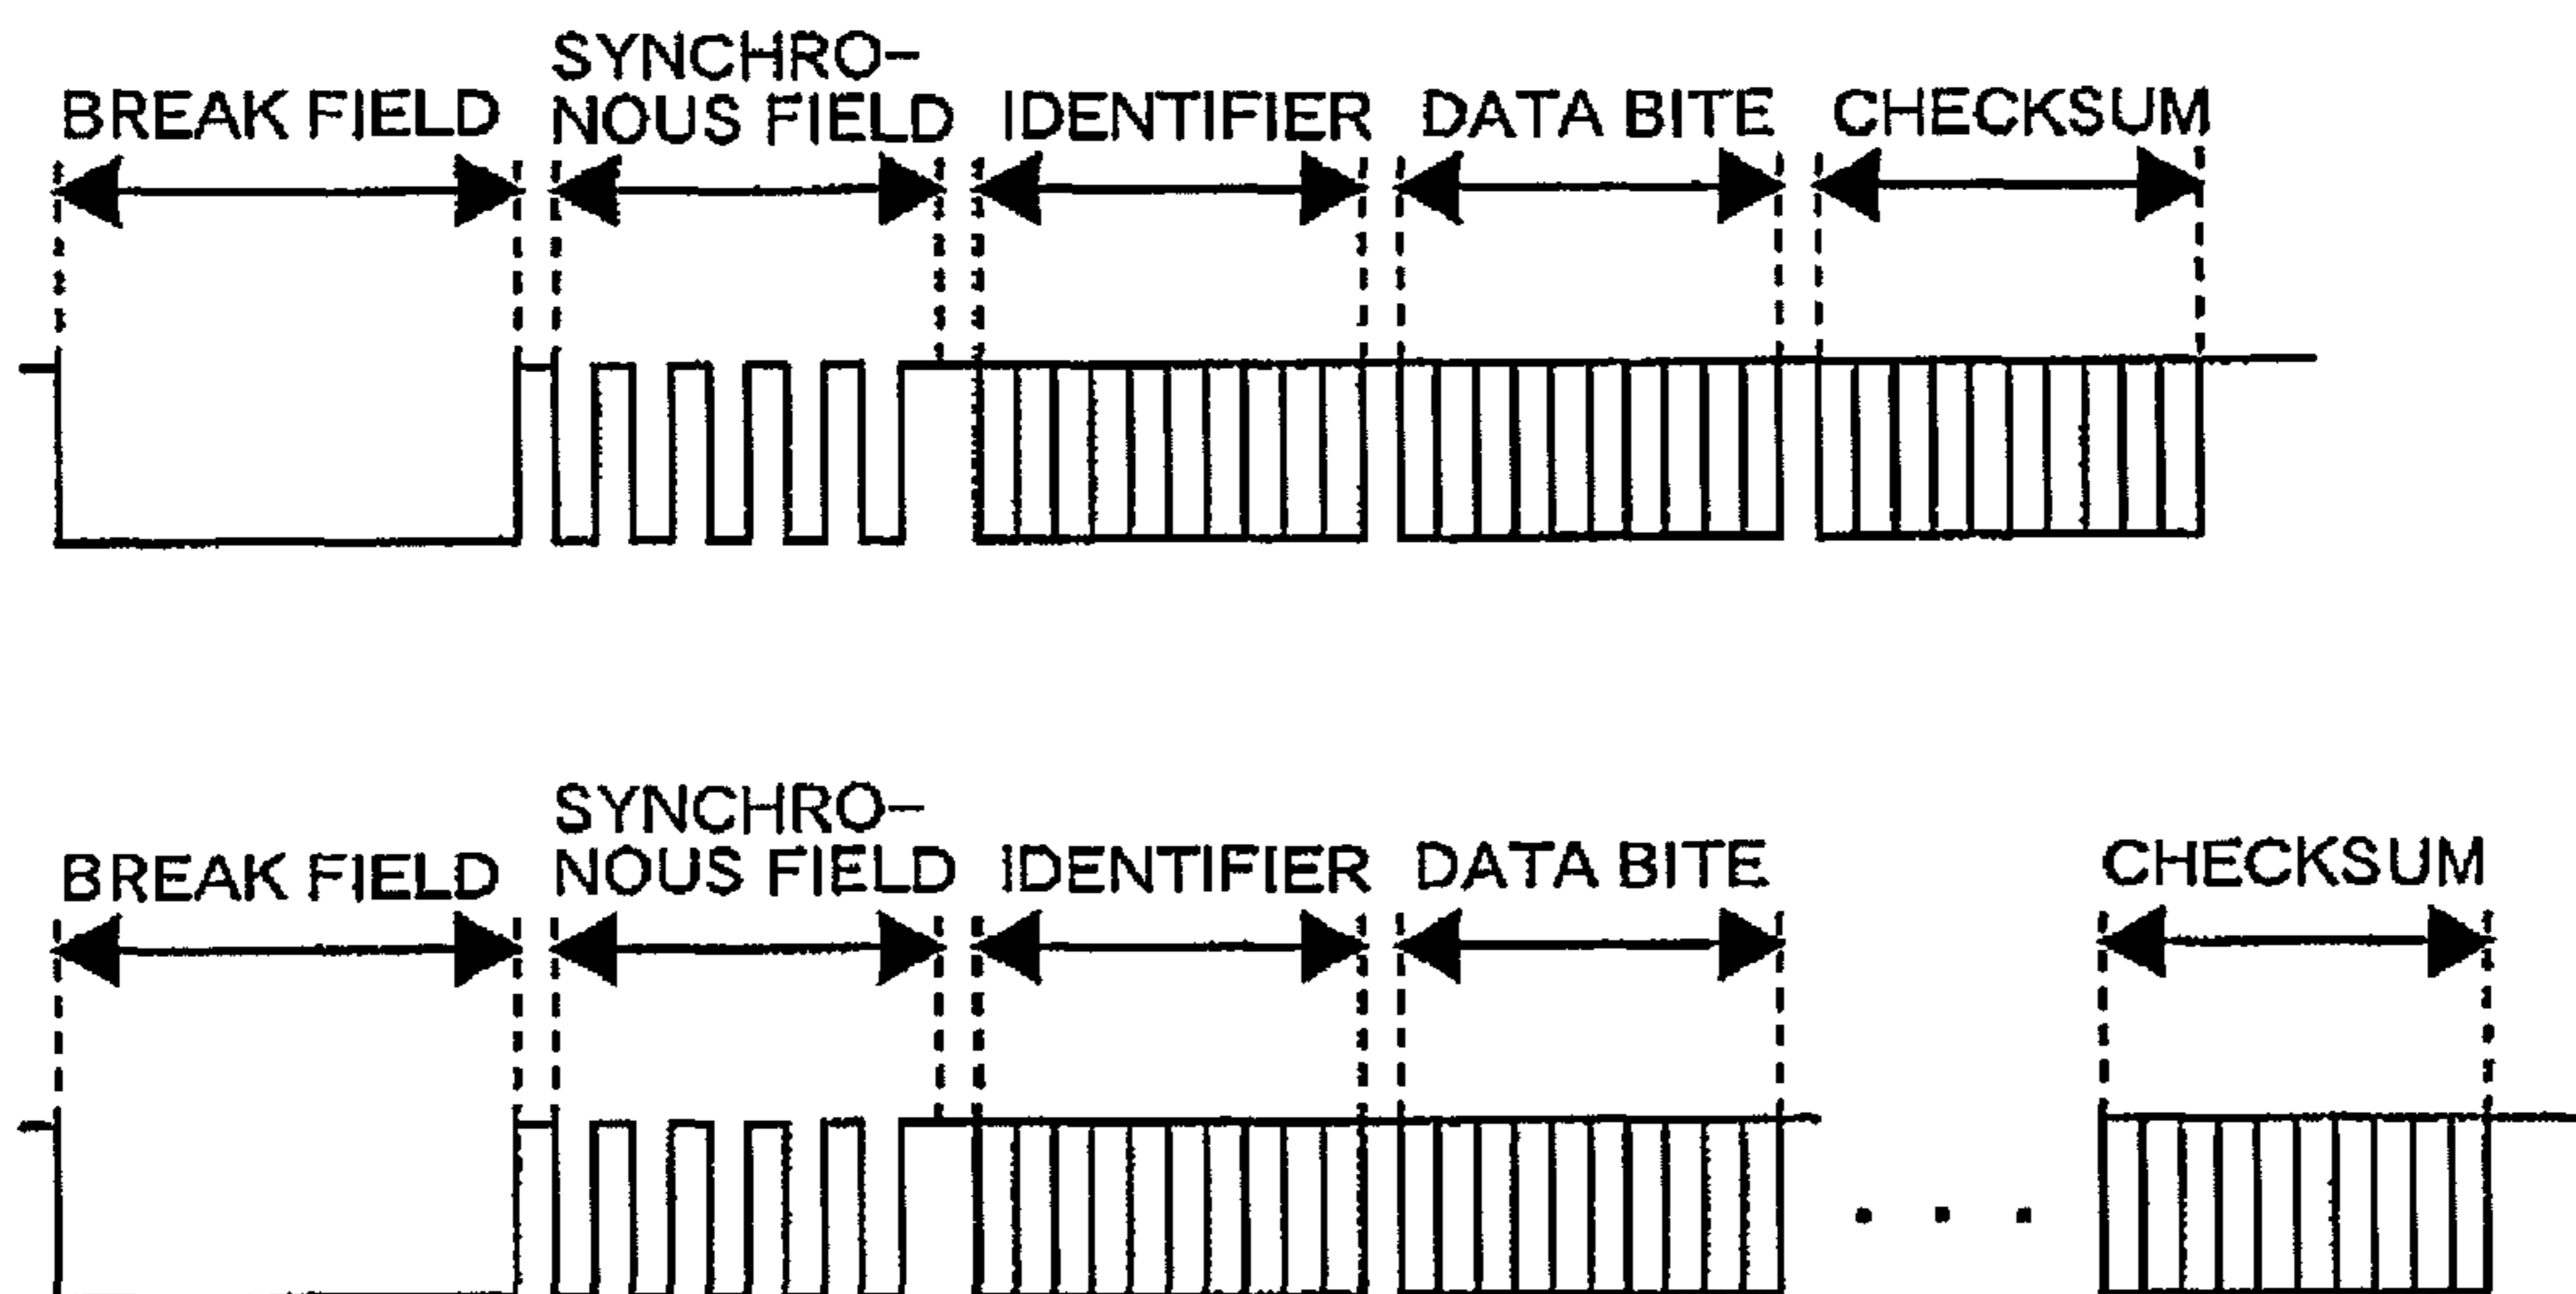 BREAK FIELD
SYNCHRO-
NOUS FIELD
IDENTIFIER
DATA BITE
CHECKSUM
BREAK FIELD
SYNCHRO-
NOUS FIELD
IDENTIFIER
DATA BITE
. . .
CHECKSUM